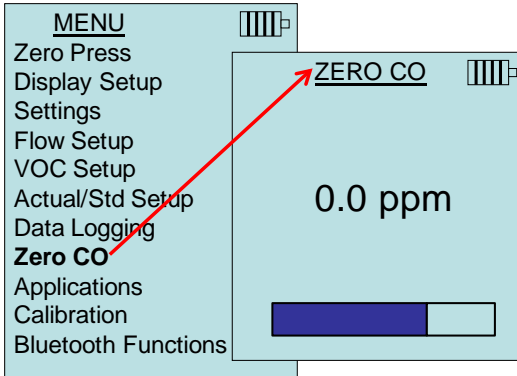 MENU
Zero Press
Display Setup
Settings
Flow Setup
VOC Setup
Actual/Std Setup
Data Logging
Zero CO
Applications
Calibration
Bluetooth Functions
ZERO CO
0.0 ppm